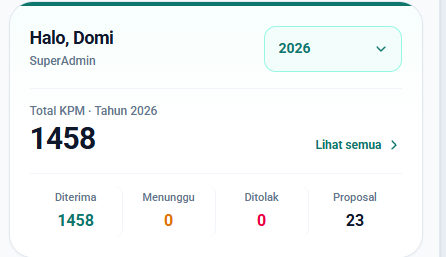 Halo, Domi
SuperAdmin
2026
Total KPM · Tahun 2026
1458
Lihat semua
Diterima
Menunggu
Ditolak
Proposal
1458
0
0
23